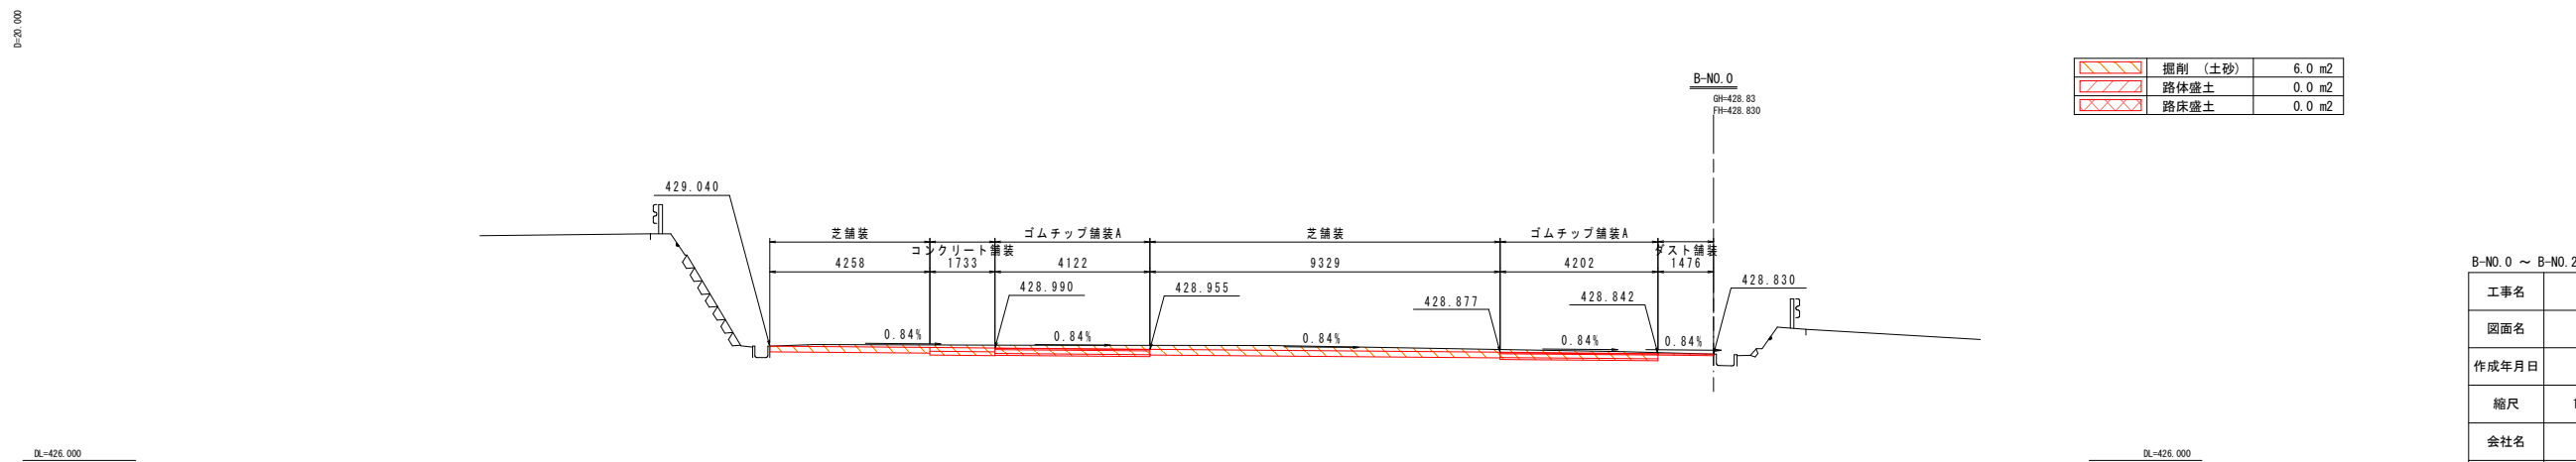 D=20.000
B-NO.0
GH=428.83
FH=428.830
掘削 (土砂) 6.0 m2
路体盛土 0.0 m2
路床盛土 0.0 m2
429.040
芝舗装 コンクリート舗装 ゴムチップ舗装A 芝舗装 ゴムチップ舗装A ダスト舗装
4258 1733 4122 9329 4202 1476
428.990 428.955 428.877 428.842 428.830
0.84% 0.84% 0.84% 0.84% 0.84%
B-NO.0 ~ B-NO.2
工事名
図面名
作成年月日
縮尺 1
会社名
DL=426.000
DL=426.000